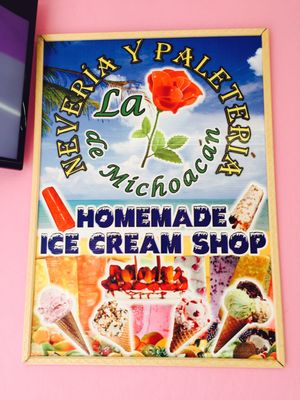 NEVERÍA Y PALETERÍA
La
de Michoacán
HOMEMADE
ICE CREAM SHOP